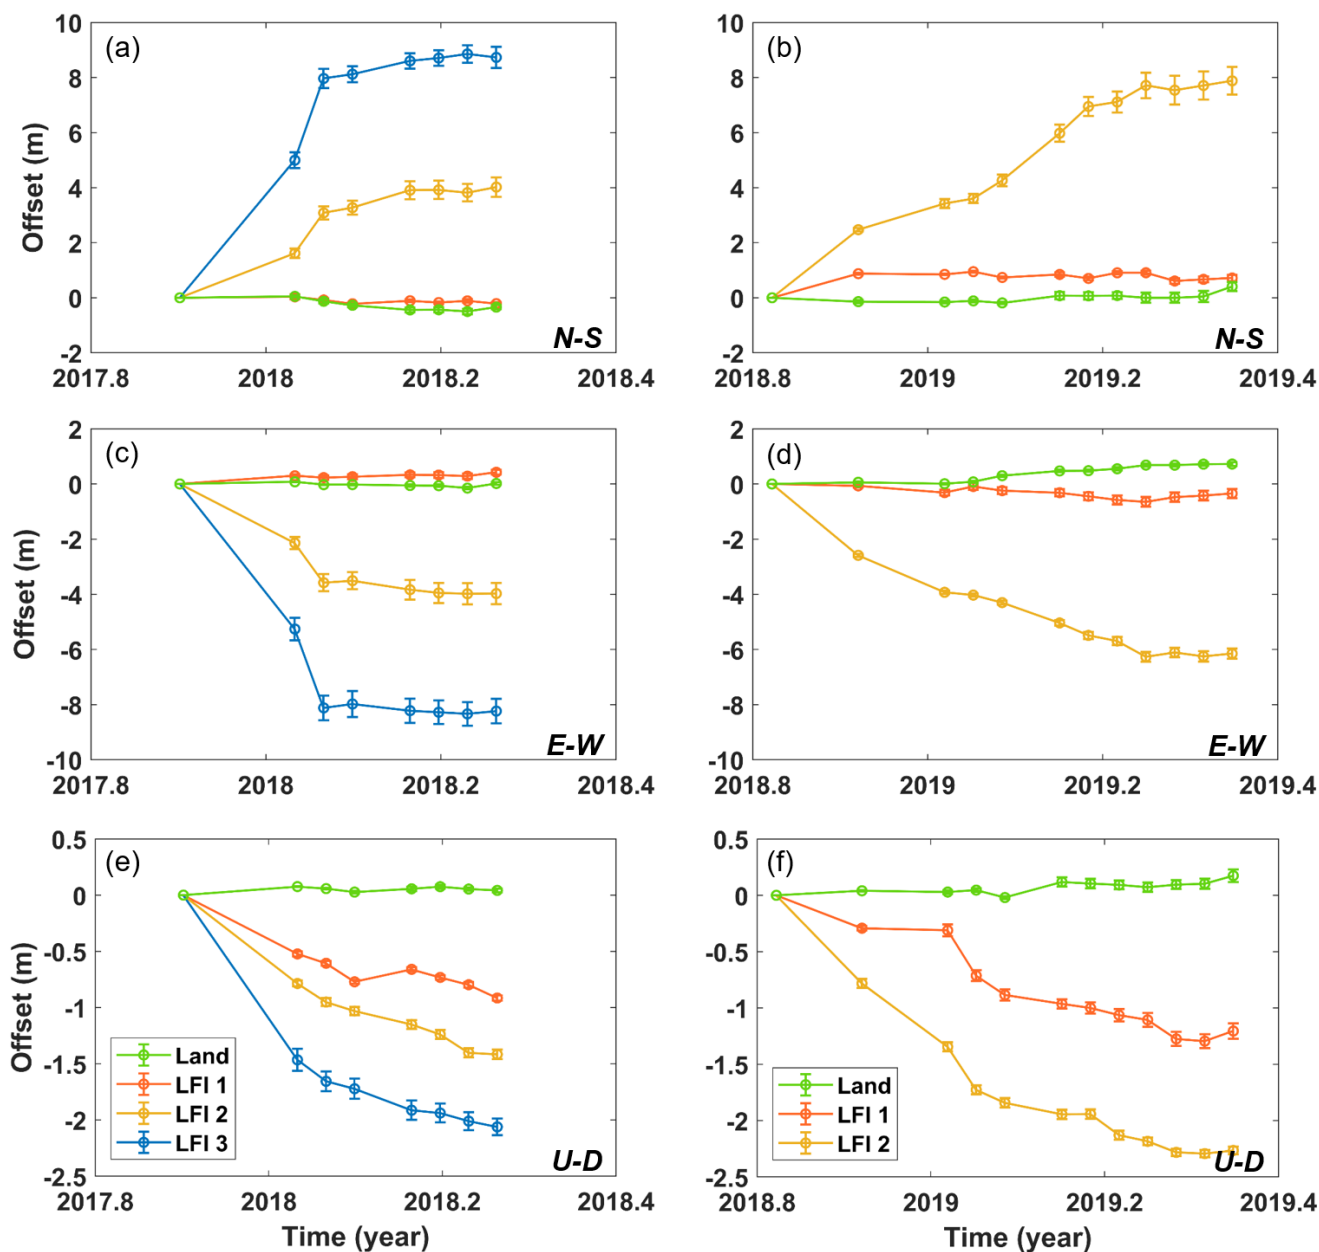 (a)
10
8
6
4
2
0
-2
Offset (m)
N-S
2017.8 2018 2018.2 2018.4
(b)
10
8
6
4
2
0
-2
N-S
2018.8 2019 2019.2 2019.4
(c)
2
0
-2
-4
-6
-8
-10
Offset (m)
E-W
2017.8 2018 2018.2 2018.4
(d)
2
0
-2
-4
-6
-8
-10
E-W
2018.8 2019 2019.2 2019.4
(e)
0.5
0
-0.5
-1
-1.5
-2
-2.5
Offset (m)
Land
LFI 1
LFI 2
LFI 3
U-D
2017.8 2018 2018.2 2018.4
Time (year)
(f)
0.5
0
-0.5
-1
-1.5
-2
-2.5
Land
LFI 1
LFI 2
U-D
2018.8 2019 2019.2 2019.4
Time (year)